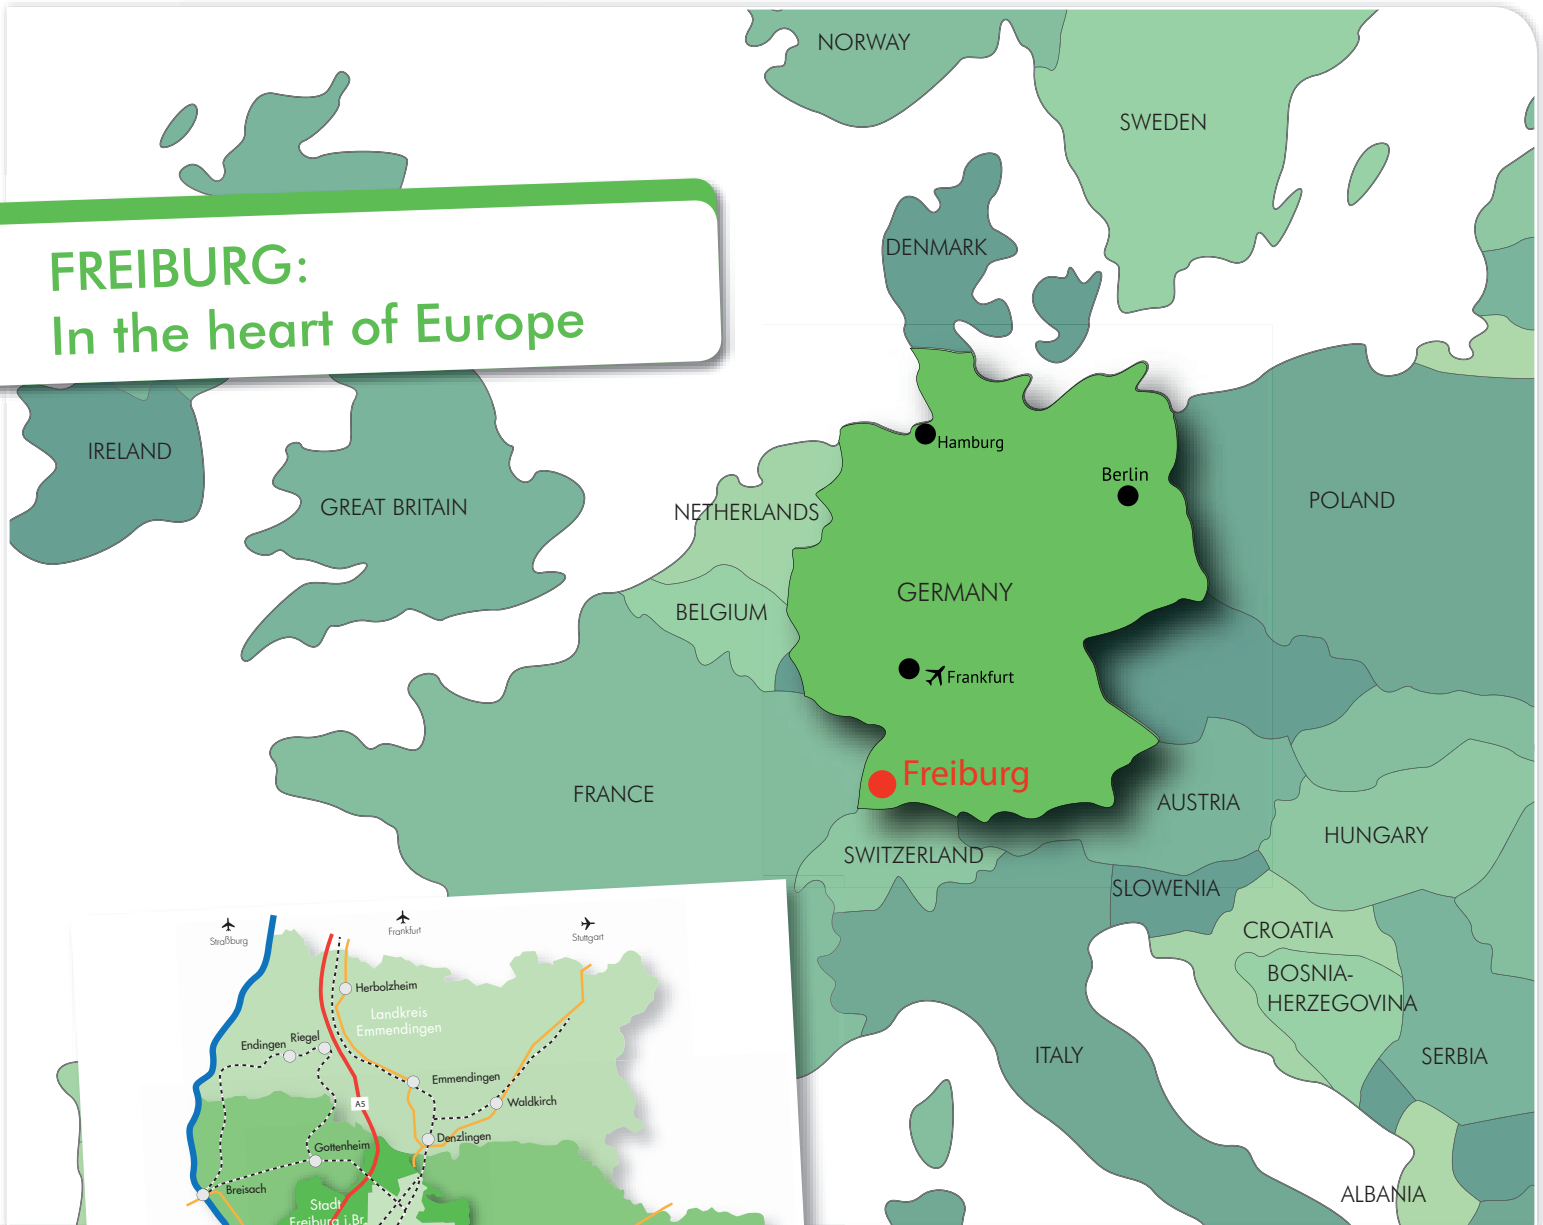 NORWAY
SWEDEN
DENMARK
FREIBURG:
In the heart of Europe
IRELAND
GREAT BRITAIN
Hamburg
Berlin
NETHERLANDS
POLAND
GERMANY
BELGIUM
Frankfurt
Freiburg
FRANCE
AUSTRIA
HUNGARY
SWITZERLAND
SLOWENIA
CROATIA
BOSNIA-
HERZEGOVINA
ITALY
SERBIA
ALBANIA
Straßburg
Frankfurt
Stuttgart
Herbolzheim
Landkreis
Emmendingen
Endingen
Riegel
Emmendingen
A5
Waldkirch
Denzlingen
Gottenheim
Breisach
Stadt
Freiburg i.Br.